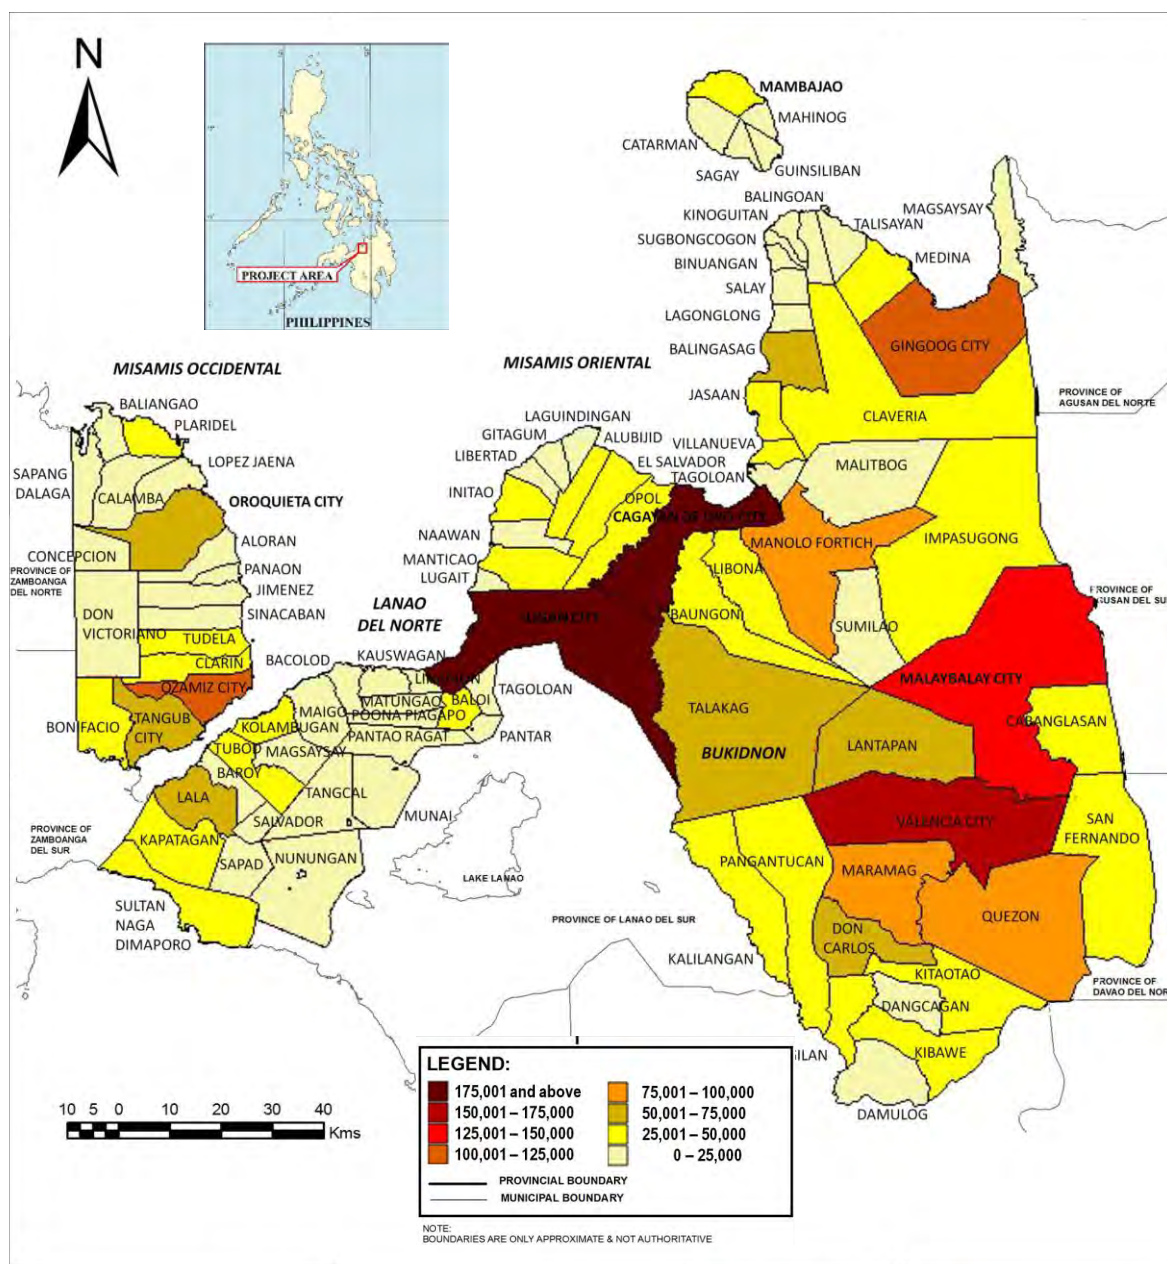 N
PROJECT AREA
PHILIPPINES
MAMBAJAO
MAHINOG
CATARMAN
SAGAY
GUINSILIBAN
BALINGOAN
KINOGUITAN
TALISAYAN
MAGSAYSAY
SUGBONGCOGON
MEDINA
BINUANGAN
SALAY
LAGONGLONG
GINGOOG CITY
BALINGASAG
MISAMIS OCCIDENTAL
MISAMIS ORIENTAL
JASAAN
PROVINCE OF
AGUSAN DEL NORTE
CLAVERIA
BALIANGAO
PLARIDEL
LAGUINDINGAN
GITAGUM
ALUBIJID
VILLANUEVA
LIBERTAD
EL SALVADOR
MALITBOG
SAPANG
DALAGA
LOPEZ JAENA
TAGOLOAN
CALAMBA
INITAO
OPOL
OROQUIETA CITY
CAGAYAN DE ORO CITY
NAAWAN
MANOLO FORTICH
IMPASUGONG
ALORAN
CONCEPCION
MANTICAO
LIBONA
PROVINCE OF
ZAMBOANGA
DEL NORTE
PANAON
LUGAIT
JIMENEZ
DON
VICTORIANO
SINACABAN
LANAO
DEL NORTE
ILIGAN CITY
BAUNGON
SUMILAO
TUDELA
CLARIN
BACOLOD
KAUSWAGAN
OZAMIZ CITY
TAGOLOAN
MALAYBALAY CITY
MATUNGAO
BALOI
MAIGO
POONA PIAGAPO
TALAKAG
CABANGLASAN
BONIFACIO
TANGUB
CITY
KOLAMBUGAN
PANTAO RAGAT
PANTAR
TUBOD
MAGSAYSAY
BUKIDNON
LANTAPAN
BAROY
LALA
TANGCAL
SALVADOR
MUNAI
VALENCIA CITY
SAN
FERNANDO
PROVINCE OF
ZAMBOANGA
DEL SUR
KAPATAGAN
SAPAD
NUNUNGAN
PANGANTUCAN
MARAMAG
LAKE LANAO
SULTAN
NAGA
DIMAPORO
PROVINCE OF LANAO DEL SUR
QUEZON
DON
CARLOS
KALILANGAN
KITAOTAO
DANGCAGAN
KIBAWE
DAMULOG
LEGEND:
175,001 and above
150,001 – 175,000
125,001 – 150,000
100,001 – 125,000
75,001 – 100,000
50,001 – 75,000
25,001 – 50,000
0 – 25,000
PROVINCIAL BOUNDARY
MUNICIPAL BOUNDARY
10 5 0 10 20 30 40
Kms
NOTE:
BOUNDARIES ARE ONLY APPROXIMATE & NOT AUTHORITATIVE